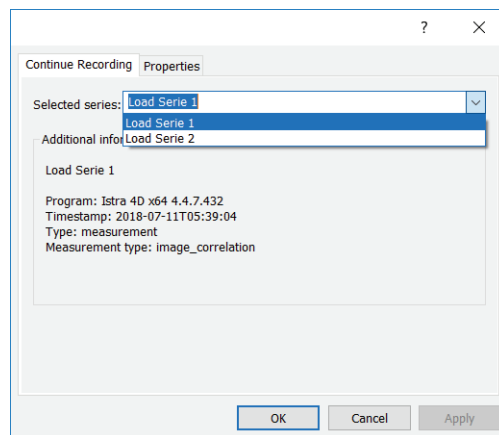 ?
Continue Recording Properties
Selected series: Load Serie 1
Load Serie 1
Additional infor Load Serie 2
Load Serie 1
Program: Istra 4D x64 4.4.7.432
Timestamp: 2018-07-11T05:39:04
Type: measurement
Measurement type: image_correlation
OK Cancel Apply